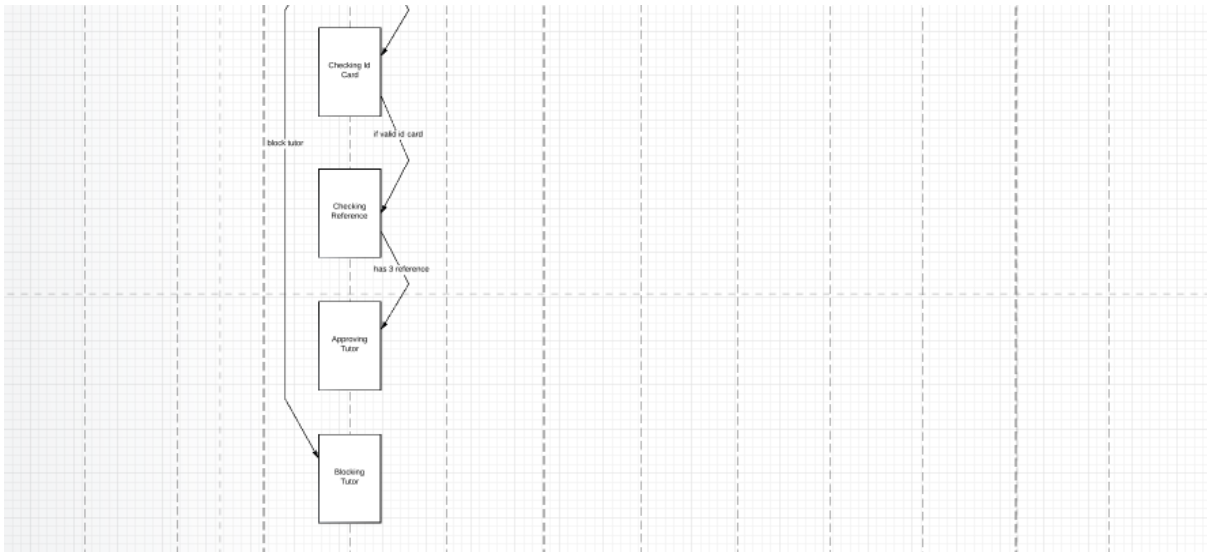 Checking Id
Card
if valid id card
block tutor
Checking
Reference
has 3 reference
Approving
Tutor
Blocking
Tutor